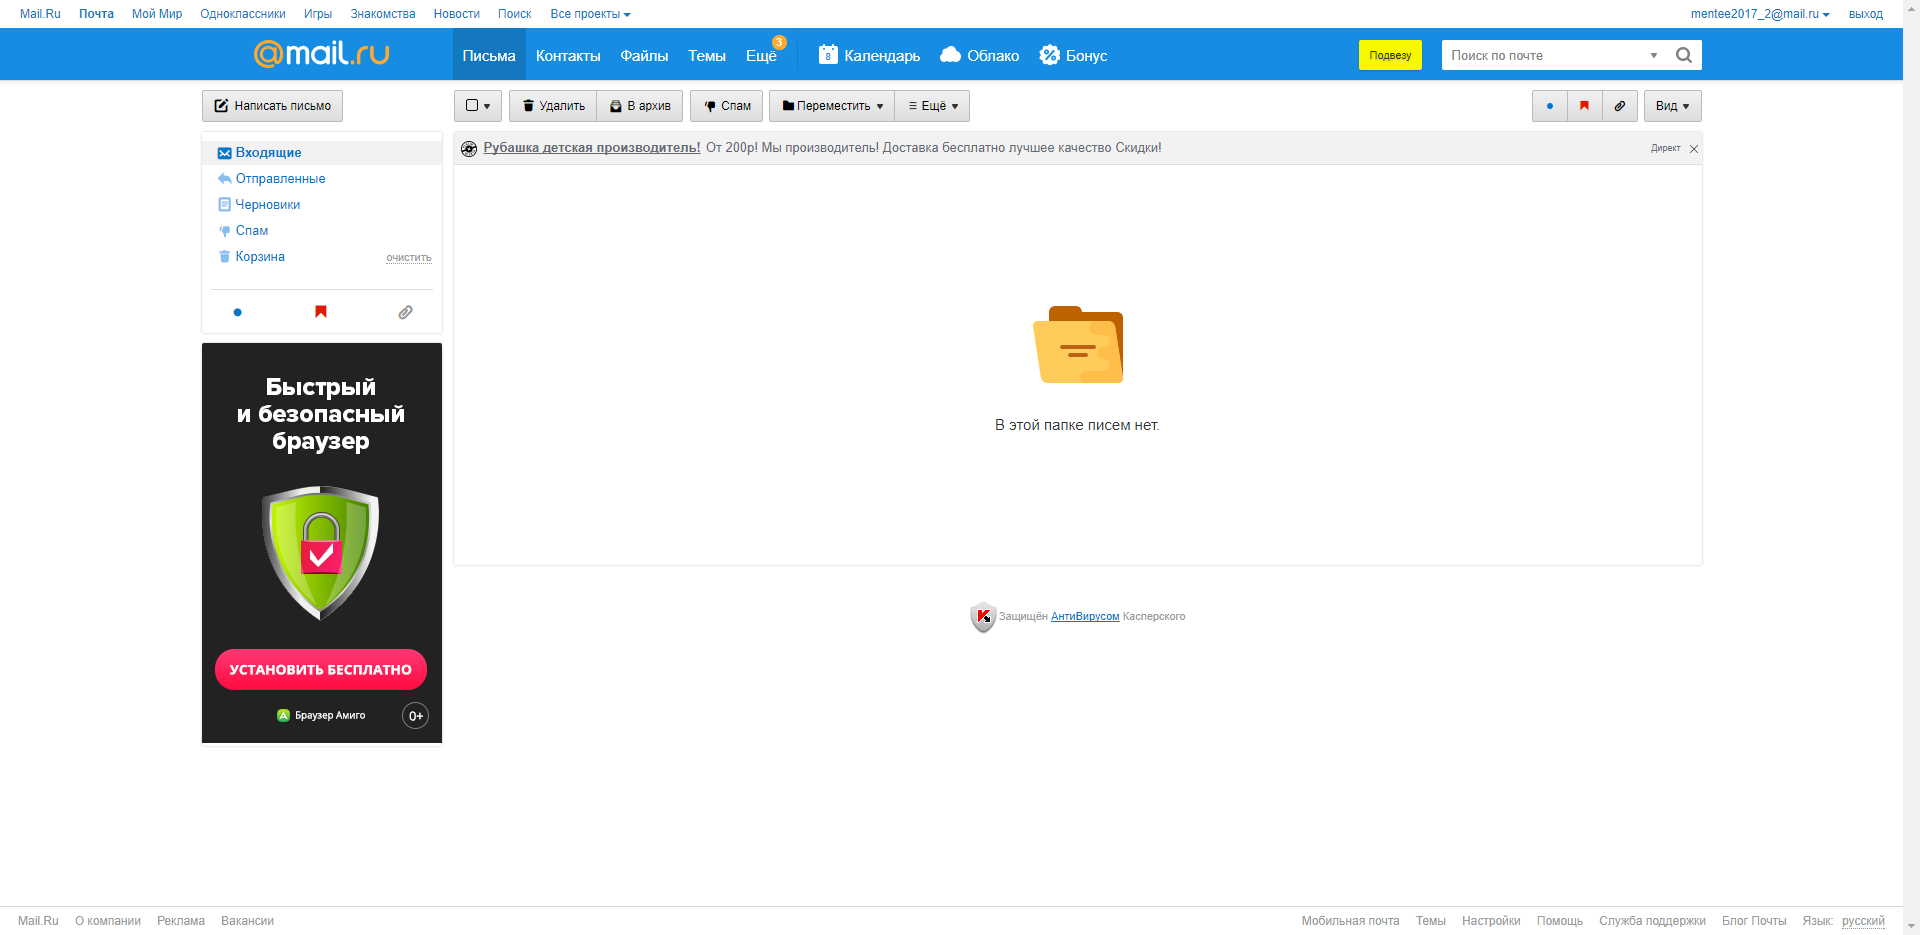 Mail.Ru Почта Мой Мир Одноклассники Игры Знакомства Новости Поиск Все проекты mentee2017_2@mail.ru выход
@mail.ru Письма Контакты Файлы Темы Ещё 3 8 Календарь Облако Бонус Подвезу Поиск по почте
Написать письмо Удалить В архив Спам Переместить Ещё Вид
Рубашка детская производитель! От 200р! Мы производитель! Доставка бесплатно лучшее качество Скидки! Директ
Входящие
Отправленные
Черновики
Спам
Корзина очистить
Быстрый
и безопасный
браузер
УСТАНОВИТЬ БЕСПЛАТНО
Браузер Амиго 0+
В этой папке писем нет.
Защищён АнтиВирусом Касперского
Mail.Ru О компании Реклама Вакансии Мобильная почта Темы Настройки Помощь Служба поддержки Блог Почты Язык: русский